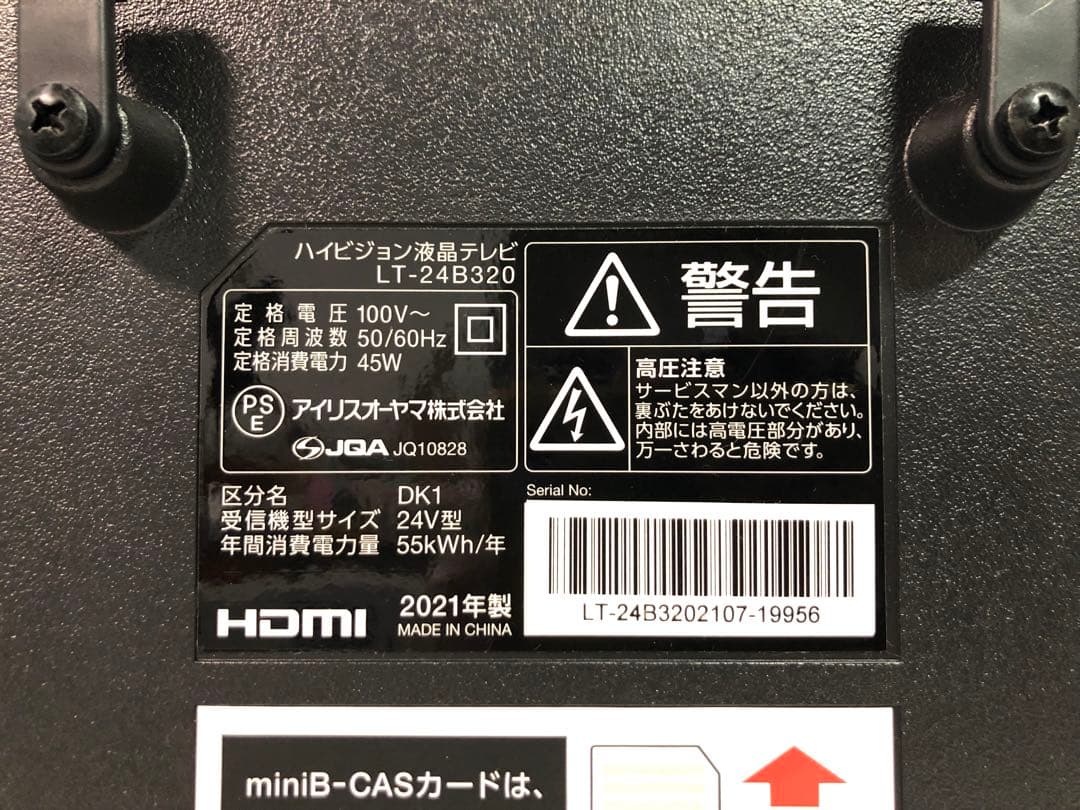 ハイビジョン液晶テレビ
LT-24B320
定格電圧 100V～
定格周波数 50/60Hz
定格消費電力 45W
PSE
アイリスオーヤマ株式会社
JQA JQ10828
警告
高圧注意
サービスマン以外の方は、
裏ぶたをあけないでください。
内部には高電圧部分があり、
万一さわると危険です。
区分名 DK1
受信機型サイズ 24V型
年間消費電力量 55kWh/年
HDMI
2021年製
MADE IN CHINA
Serial No:
LT-24B3202107-19956
miniB-CASカードは、